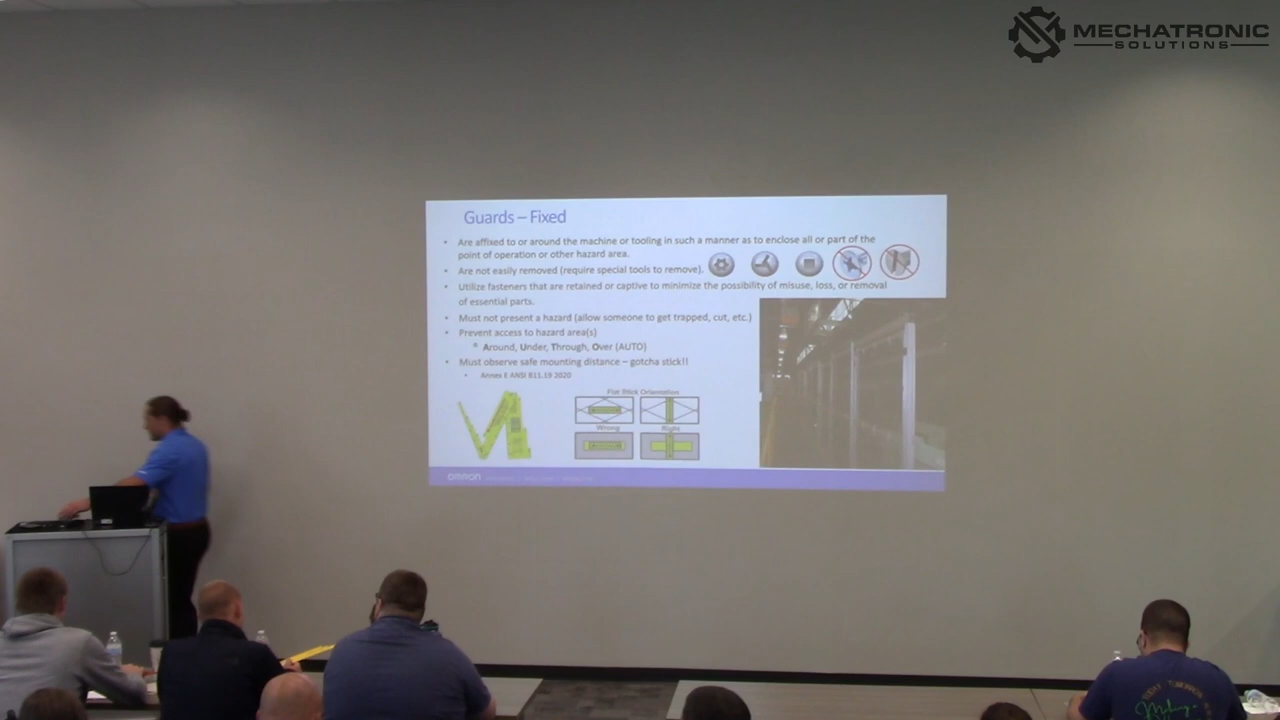 MECHATRONIC
SOLUTIONS
Guards – Fixed
• Are affixed to or around the machine or tooling in such a manner as to enclose all or part of the
point of operation or other hazard area.
• Are not easily removed (require special tools to remove).
• Utilize fasteners that are retained or captive to minimize the possibility of misuse, loss, or removal
of essential parts.
• Must not present a hazard (allow someone to get trapped, cut, etc.)
• Prevent access to hazard area(s)
Around, Under, Through, Over (AUTO)
• Must observe safe mounting distance – gotcha stick!!
• Annex E ANSI B11.19 2020
Flat Stick Orientation
Wrong Right
OMRON